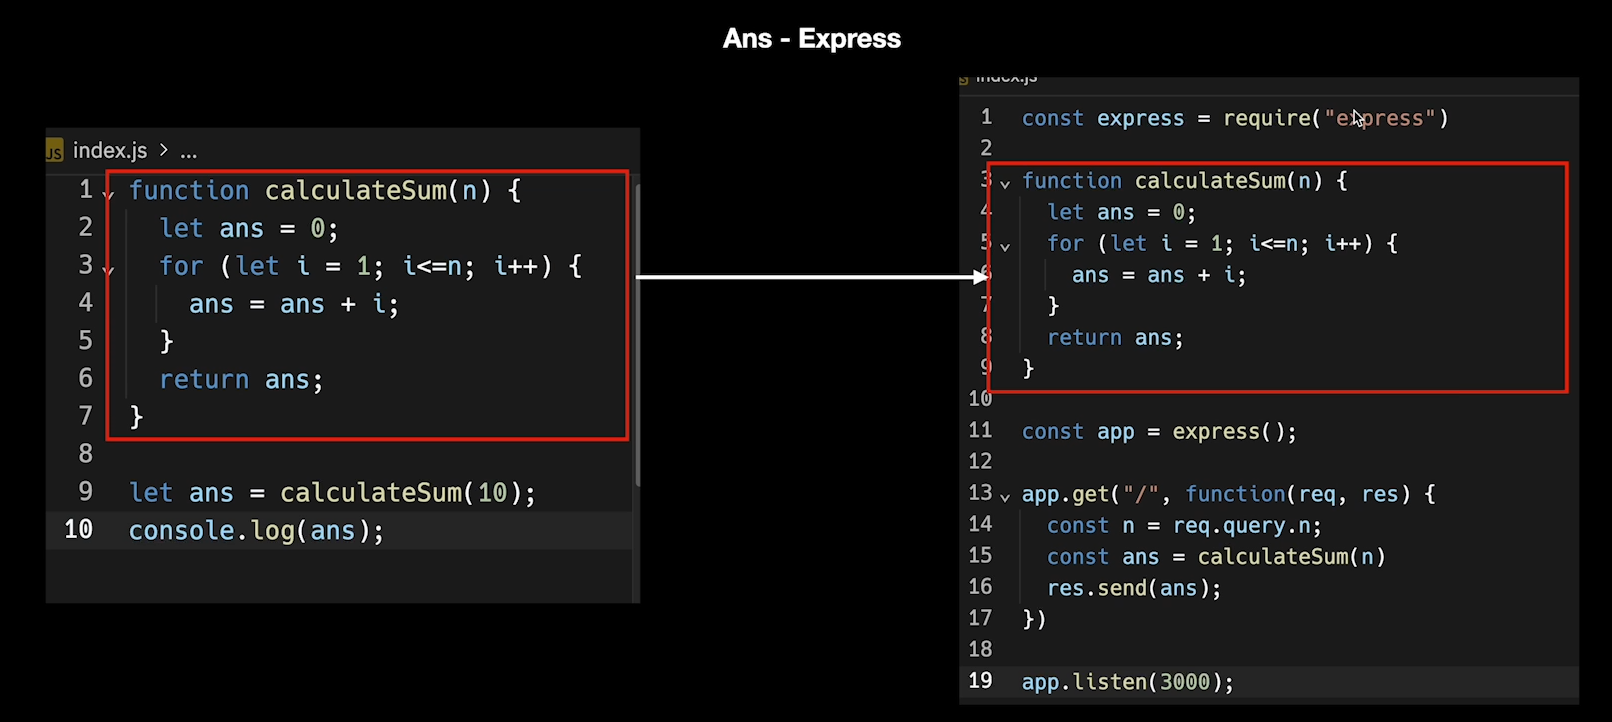 Ans - Express
JS index.js > ...
1 function calculateSum(n) {
2 let ans = 0;
3 for (let i = 1; i<=n; i++) {
4 ans = ans + i;
5 }
6 return ans;
7 }
8
9 let ans = calculateSum(10);
10 console.log(ans);
index.js
1 const express = require("express")
2
3 function calculateSum(n) {
4 let ans = 0;
5 for (let i = 1; i<=n; i++) {
6 ans = ans + i;
7 }
8 return ans;
9 }
10
11 const app = express();
12
13 app.get("/", function(req, res) {
14 const n = req.query.n;
15 const ans = calculateSum(n)
16 res.send(ans);
17 })
18
19 app.listen(3000);